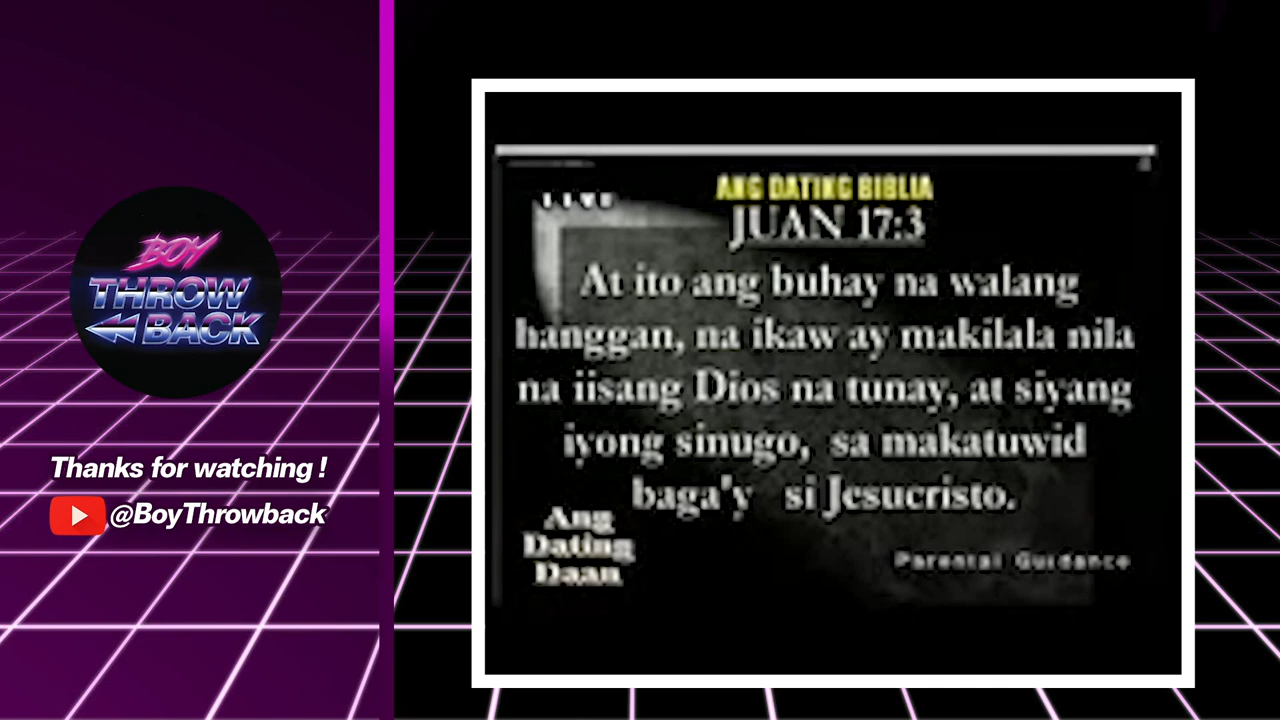 BOY
THROW
BACK
Thanks for watching !
@BoyThrowback
LIVE
ANG DATING BIBLIA
JUAN 17:3
At ito ang buhay na walang
hanggan, na ikaw ay makilala nila
na iisang Dios na tunay, at siyang
iyong sinugo, sa makatuwid
baga'y si Jesucristo.
Ang
Dating
Daan
Parental Guidance